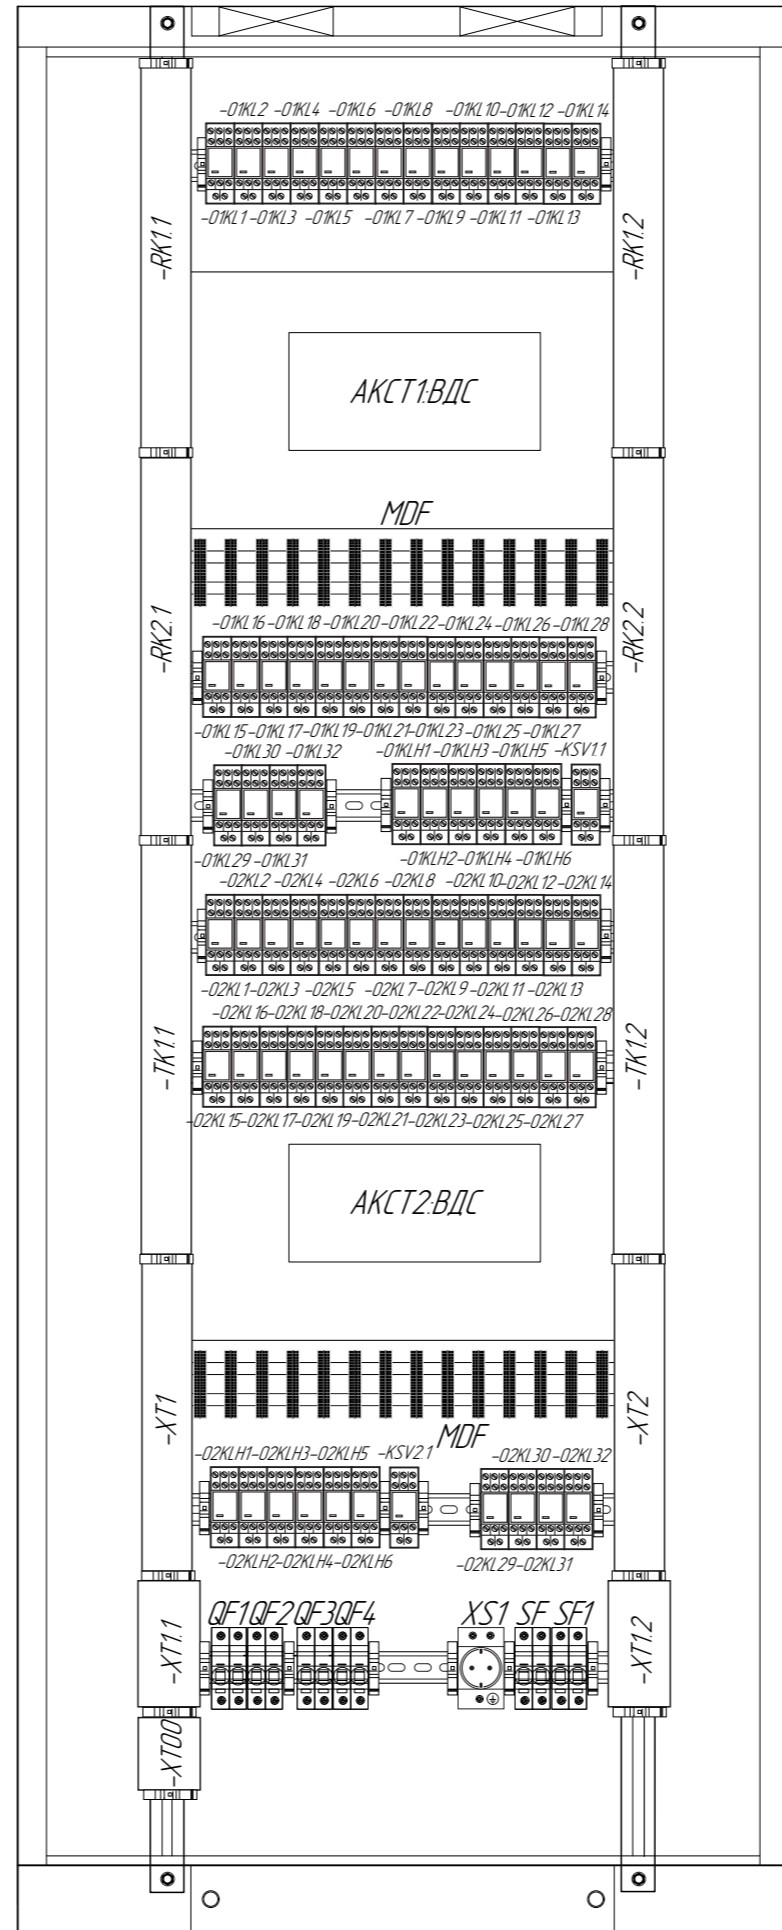 -01KL2 -01KL4 -01KL6 -01KL8 -01KL10-01KL12 -01KL14
-01KL1-01KL3 -01KL5 -01KL7-01KL9 -01KL11 -01KL13
-RK1.1
-RK1.2
АКСТ1:ВДС
MDF
-01KL16-01KL18-01KL20-01KL22-01KL24-01KL26-01KL28
-RK2.1
-RK2.2
-01KL15-01KL17-01KL19-01KL21-01KL23-01KL25-01KL27
-01KL30 -01KL32
-01KLH1-01KLH3-01KLH5 -KSV1.1
-01KL29 -01KL31
-01KLH2-01KLH4 -01KLH6
-02KL2 -02KL4 -02KL6 -02KL8 -02KL10-02KL12 -02KL14
-02KL1-02KL3 -02KL5 -02KL7-02KL9 -02KL11 -02KL13
-02KL16-02KL18-02KL20-02KL22-02KL24-02KL26-02KL28
-TK1.1
-TK1.2
-02KL15-02KL17-02KL19-02KL21-02KL23-02KL25-02KL27
АКСТ2:ВДС
-XT1
-XT2
MDF
-02KLH1-02KLH3-02KLH5 -KSV2.1
-02KL30 -02KL32
-02KLH2-02KLH4-02KLH6
-02KL29-02KL31
QF1 QF2 QF3 QF4 XS1 SF SF1
-XT1.1
-XT1.2
-XT00